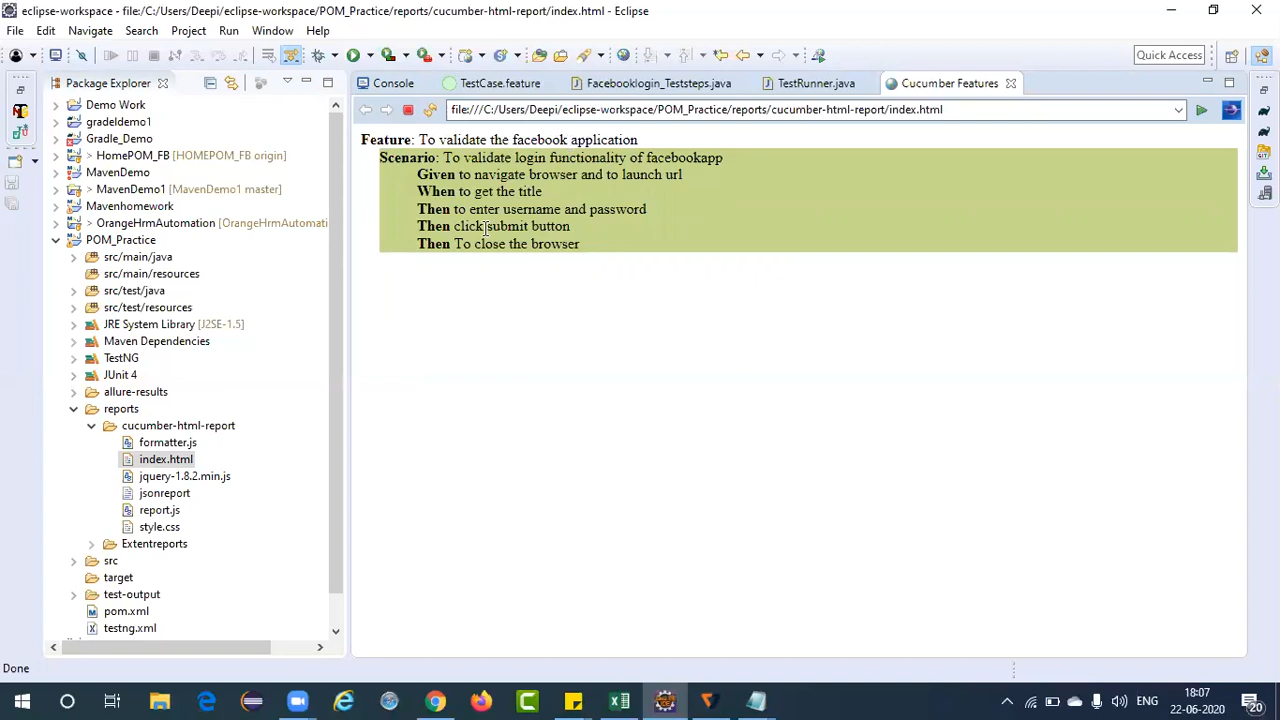 eclipse-workspace - file:/C:/Users/Deepi/eclipse-workspace/POM_Practice/reports/cucumber-html-report/index.html - Eclipse
File Edit Navigate Search Project Run Window Help
Quick Access
Package Explorer
Console TestCase.feature Facebooklogin_Teststeps.java TestRunner.java Cucumber Features
file:///C:/Users/Deepi/eclipse-workspace/POM_Practice/reports/cucumber-html-report/index.html
Demo Work
gradeldemo1
Gradle_Demo
> HomePOM_FB [HOMEPOM_FB origin]
MavenDemo
> MavenDemo1 [MavenDemo1 master]
Mavenhomework
> OrangeHrmAutomation [OrangeHrmAutomati
POM_Practice
src/main/java
src/main/resources
src/test/java
src/test/resources
JRE System Library [J2SE-1.5]
Maven Dependencies
TestNG
JUnit 4
allure-results
reports
cucumber-html-report
formatter.js
index.html
jquery-1.8.2.min.js
jsonreport
report.js
style.css
Extentreports
src
target
test-output
pom.xml
testng.xml
Feature: To validate the facebook application
Scenario: To validate login functionality of facebookapp
Given to navigate browser and to launch url
When to get the title
Then to enter username and password
Then click submit button
Then To close the browser
Done
ENG
18:07
22-06-2020
20